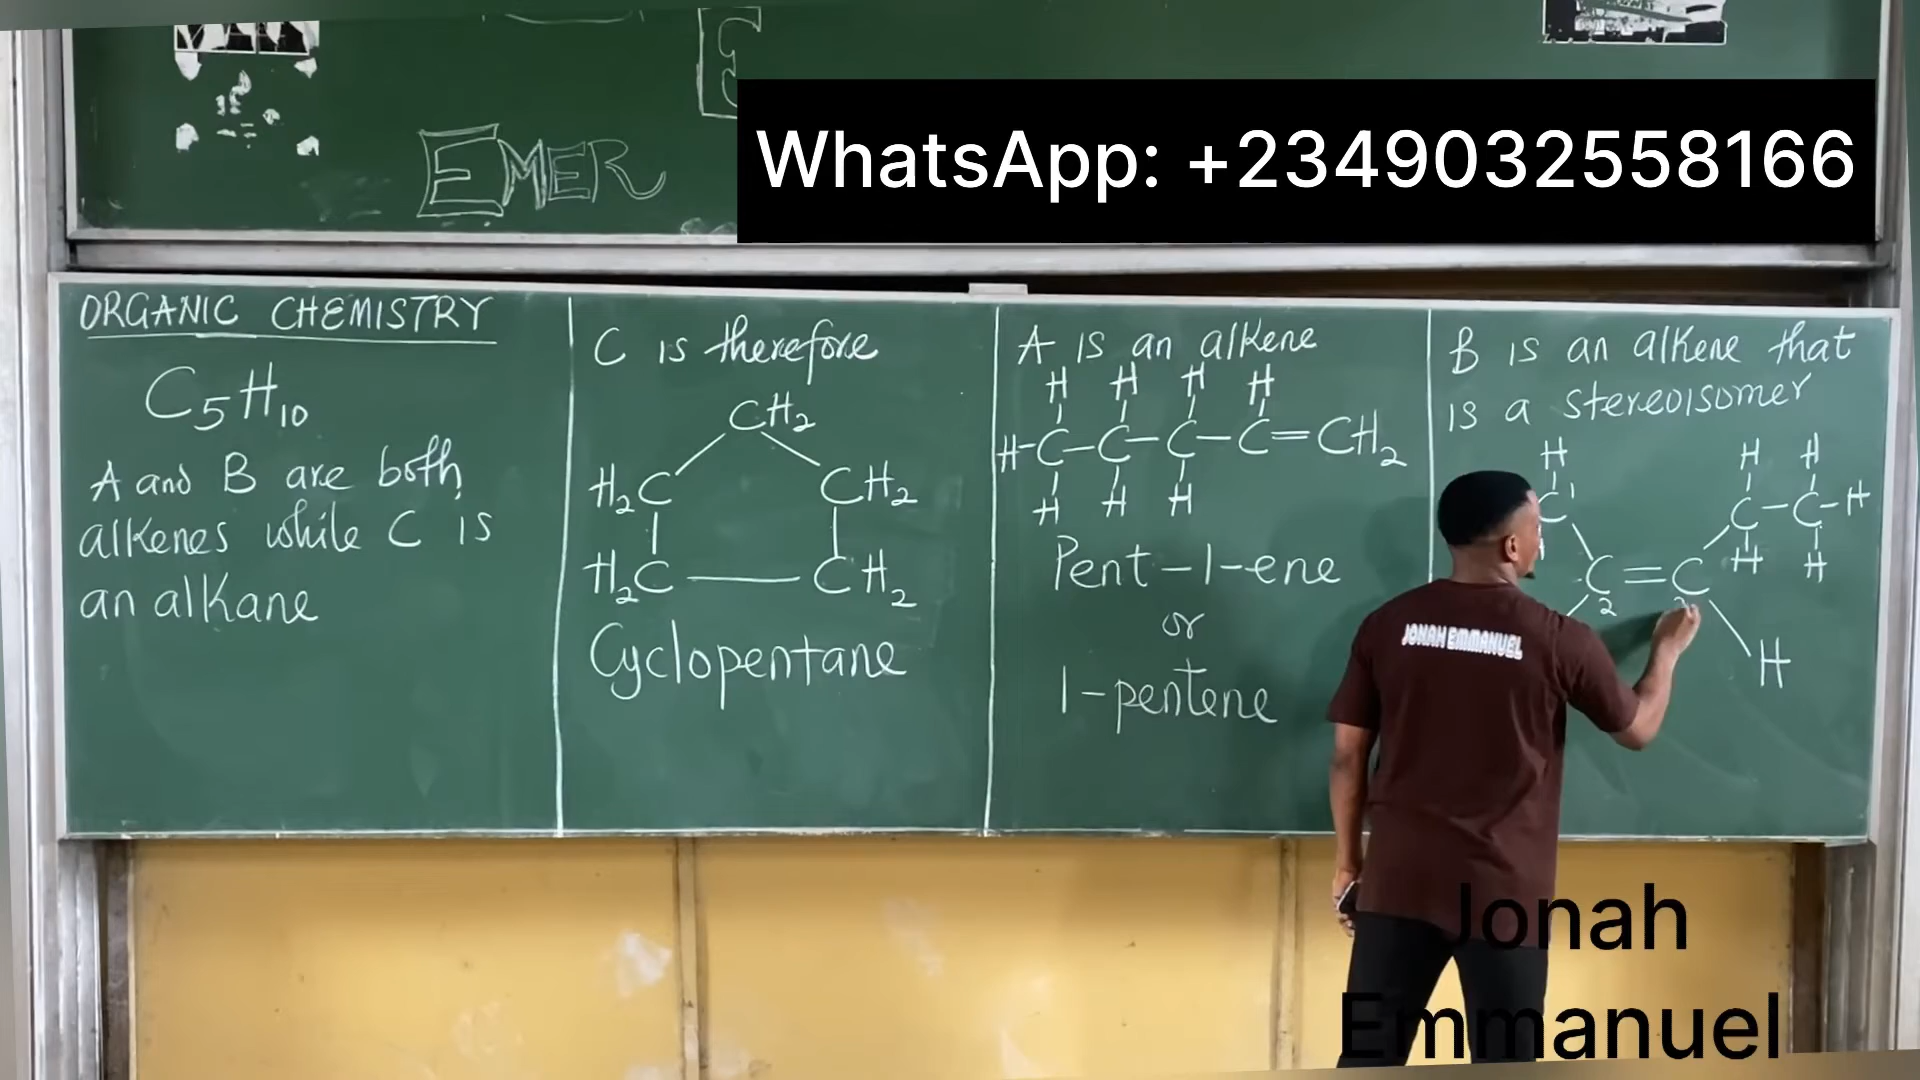 E
EMER
WhatsApp: +2349032558166
ORGANIC CHEMISTRY
C5H10
A and B are both
alkenes while C is
an alkane
C is therefore
CH2
H2C CH2
H2C CH2
Cyclopentane
A is an alkene
H H H H
H-C-C-C-C=CH2
H H H
Pent-1-ene
or
1-pentene
B is an alkene that
is a stereoisomer
H H H
C1 C-C-H
H H
C=C
2
H
JONAH EMMANUEL
Jonah
Emmanuel